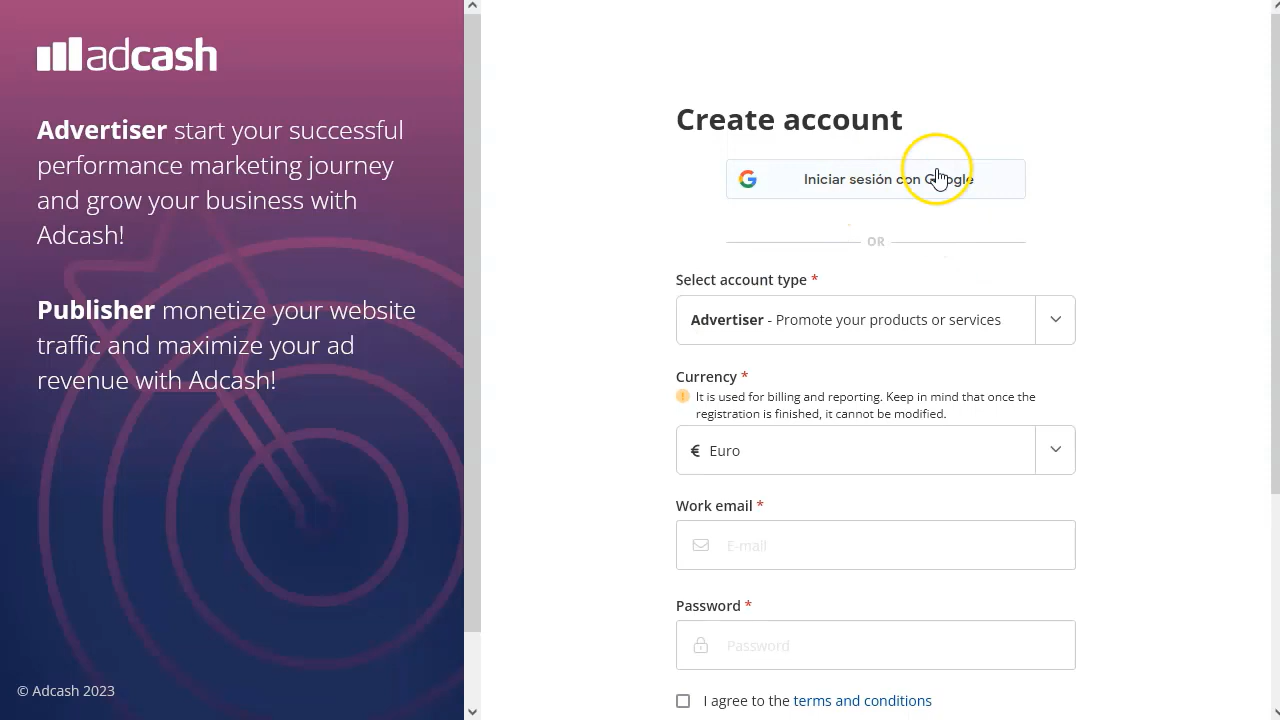 adcash
Advertiser start your successful
performance marketing journey
and grow your business with
Adcash!
Publisher monetize your website
traffic and maximize your ad
revenue with Adcash!
© Adcash 2023
Create account
Iniciar sesión con Google
OR
Select account type *
Advertiser - Promote your products or services
Currency *
It is used for billing and reporting. Keep in mind that once the
registration is finished, it cannot be modified.
€ Euro
Work email *
E-mail
Password *
Password
I agree to the terms and conditions